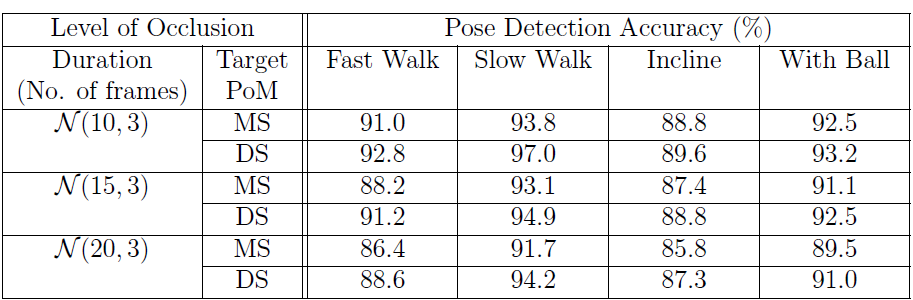 Level of Occlusion Pose Detection Accuracy (%)
Duration Target Fast Walk Slow Walk Incline With Ball
(No. of frames) PoM
𝒩(10, 3) MS 91.0 93.8 88.8 92.5
DS 92.8 97.0 89.6 93.2
𝒩(15, 3) MS 88.2 93.1 87.4 91.1
DS 91.2 94.9 88.8 92.5
𝒩(20, 3) MS 86.4 91.7 85.8 89.5
DS 88.6 94.2 87.3 91.0